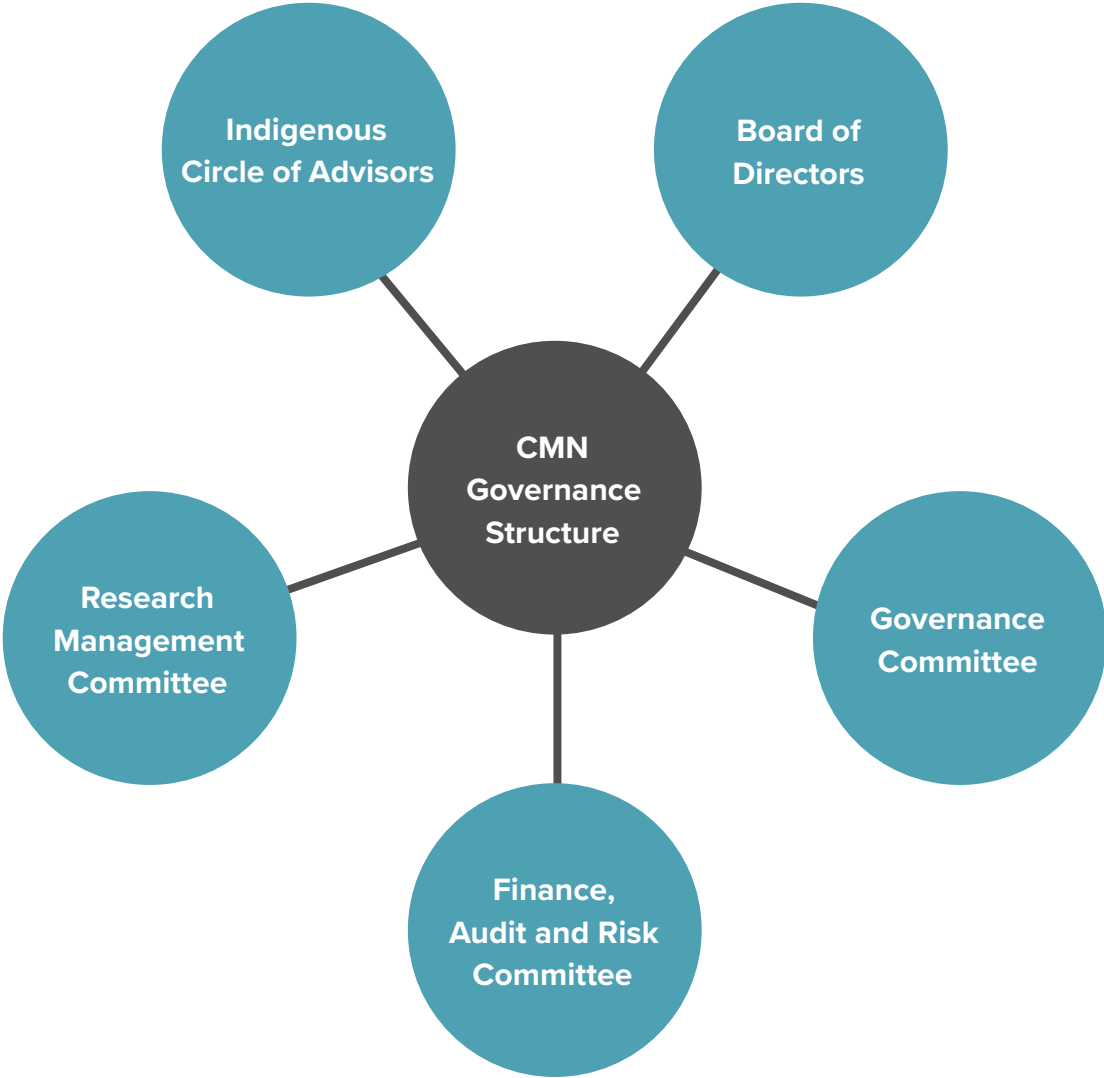 Indigenous
Circle of Advisors
Board of
Directors
CMN
Governance
Structure
Research
Management
Committee
Governance
Committee
Finance,
Audit and Risk
Committee